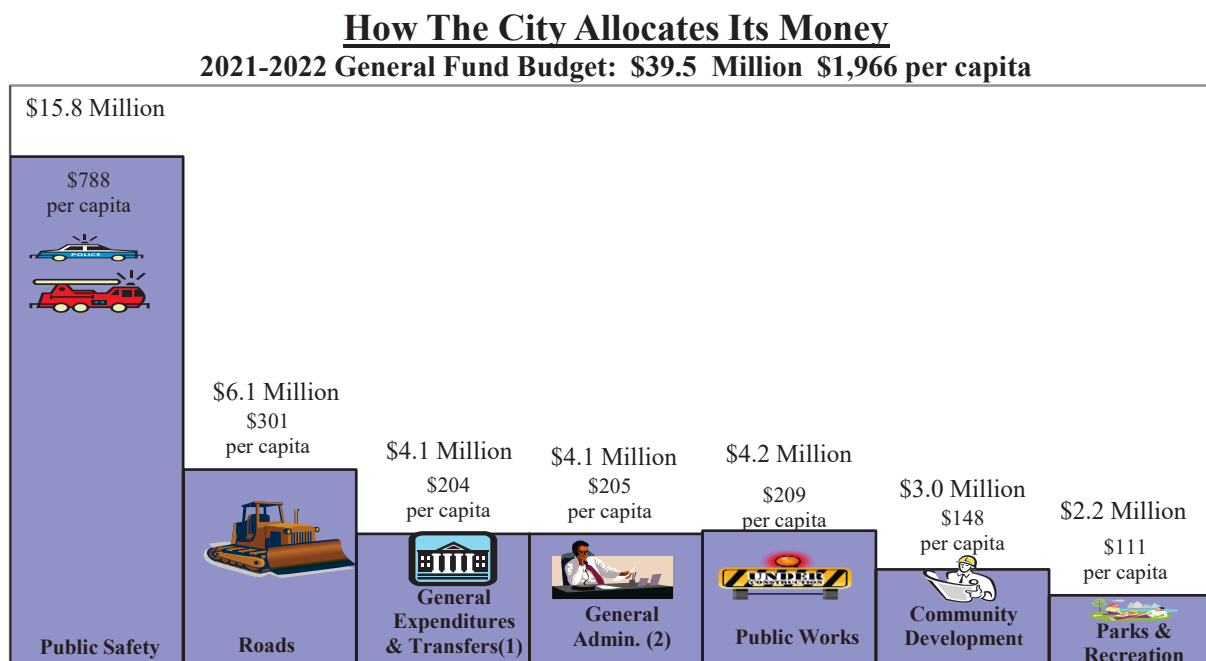 How The City Allocates Its Money
2021-2022 General Fund Budget: $39.5 Million $1,966 per capita
$15.8 Million
$788
per capita
POLICE
Public Safety
$6.1 Million
$301
per capita
Roads
$4.1 Million
$204
per capita
General
Expenditures
& Transfers(1)
$4.1 Million
$205
per capita
General
Admin. (2)
$4.2 Million
$209
per capita
UNDER
CONSTRUCTION
Public Works
$3.0 Million
$148
per capita
Community
Development
$2.2 Million
$111
per capita
Parks &
Recreation